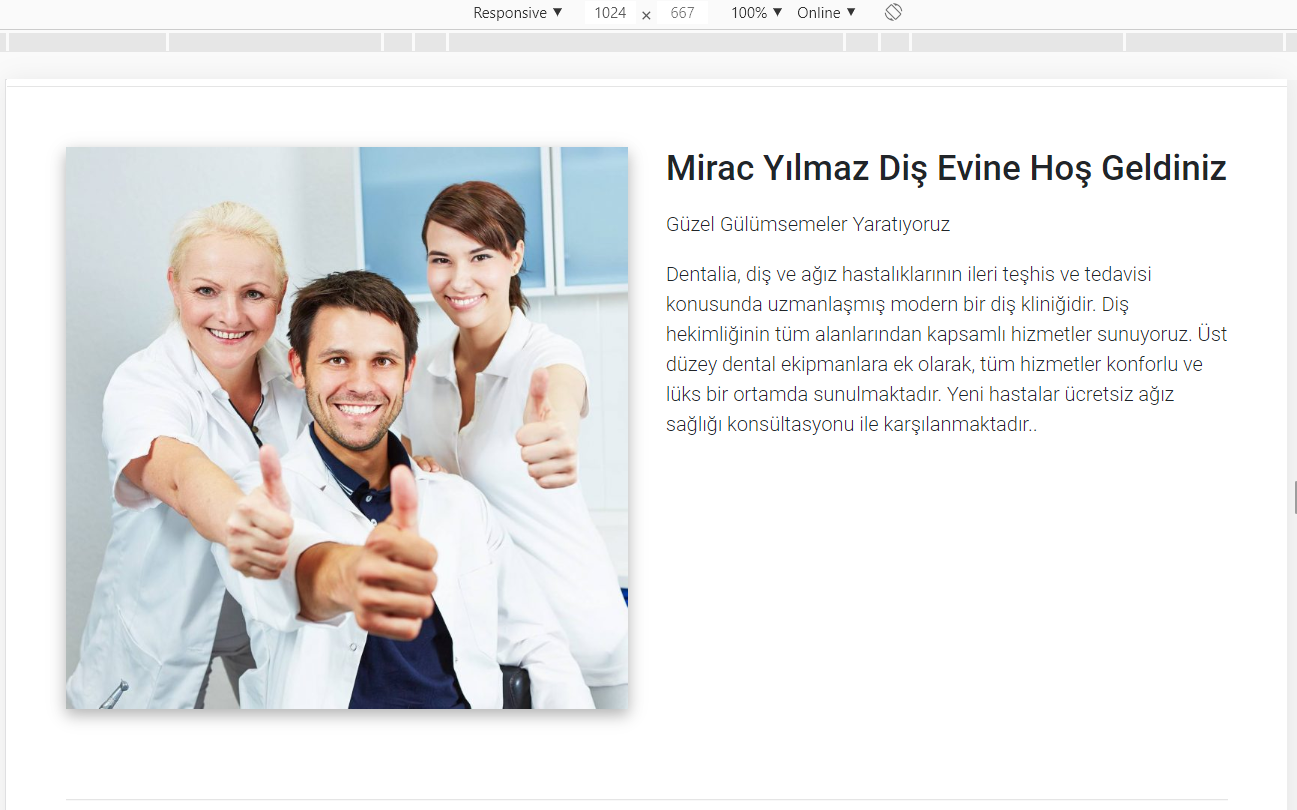 Responsive ▼ 1024 × 667 100% ▼ Online ▼
Mirac Yılmaz Diş Evine Hoş Geldiniz
Güzel Gülümsemeler Yaratıyoruz
Dentalia, diş ve ağız hastalıklarının ileri teşhis ve tedavisi
konusunda uzmanlaşmış modern bir diş kliniğidir. Diş
hekimliğinin tüm alanlarından kapsamlı hizmetler sunuyoruz. Üst
düzey dental ekipmanlara ek olarak, tüm hizmetler konforlu ve
lüks bir ortamda sunulmaktadır. Yeni hastalar ücretsiz ağız
sağlığı konsültasyonu ile karşılanmaktadır..